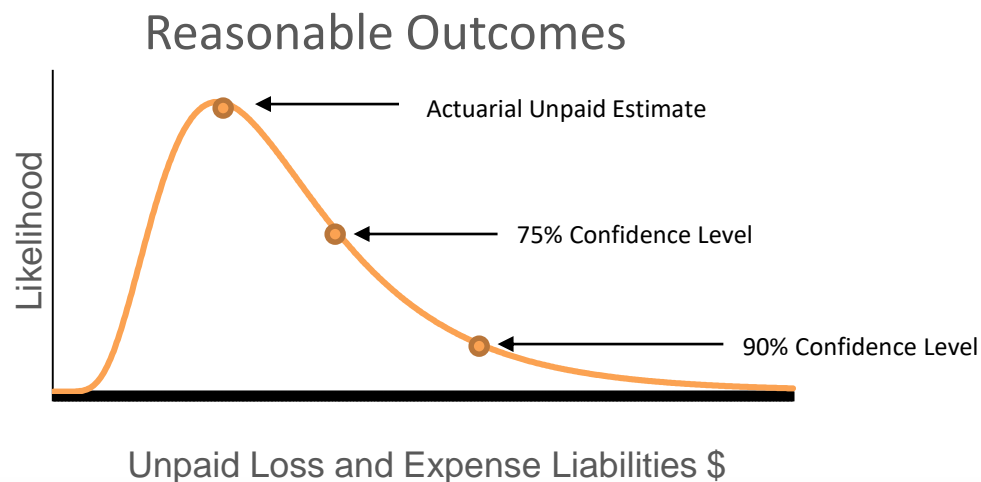 Reasonable Outcomes
Actuarial Unpaid Estimate
75% Confidence Level
Likelihood
90% Confidence Level
Unpaid Loss and Expense Liabilities $